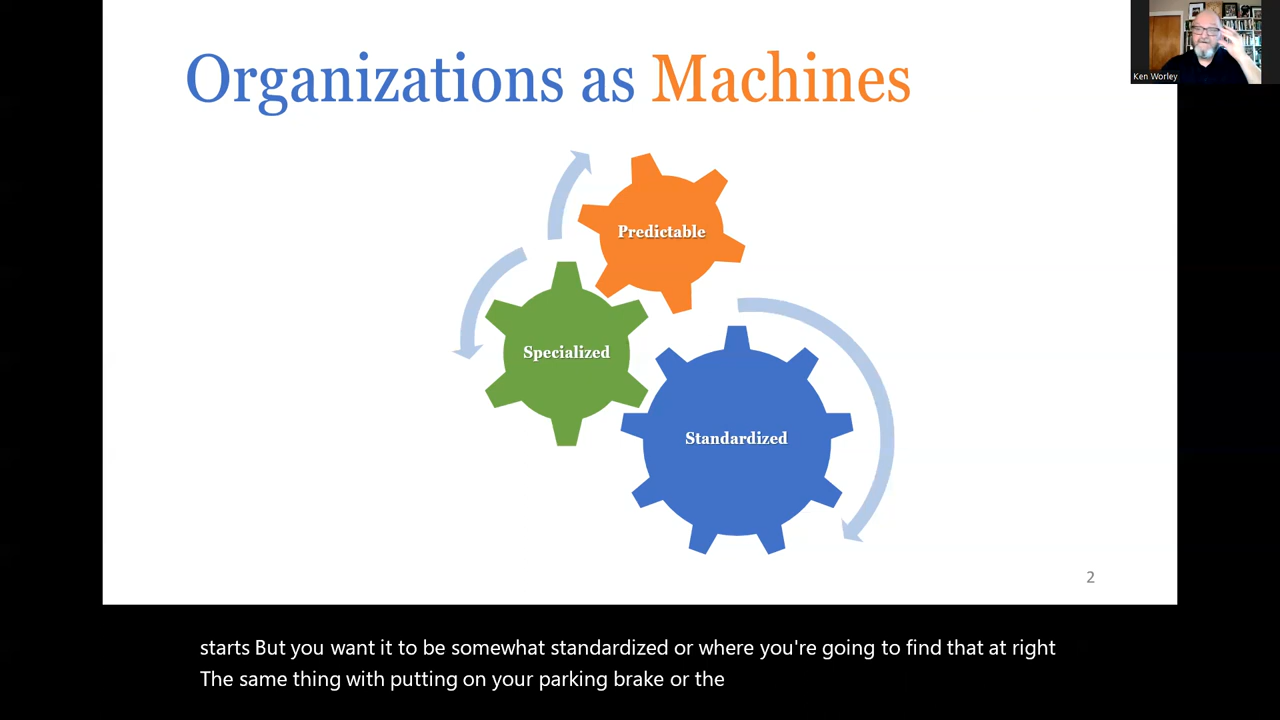 Organizations as Machines
Ken Worley
Predictable
Specialized
Standardized
2
starts But you want it to be somewhat standardized or where you're going to find that at right
The same thing with putting on your parking brake or the